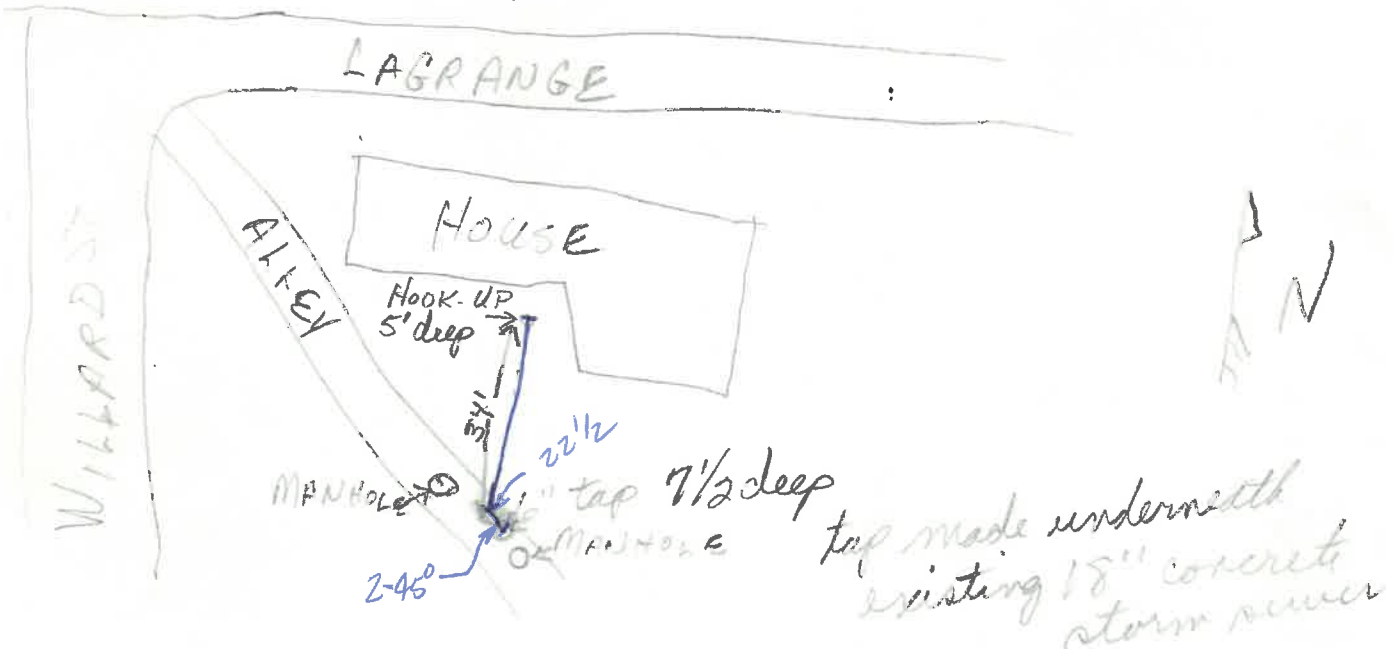 LAGRANGE
WILLARD ST
ALLEY
HOUSE
N
HOOK-UP
5' deep
34'
22 1/2
MANHOLE
" tap 7 1/2 deep
MANHOLE
2-45°
tap made underneath
existing 18" concrete
storm sewer